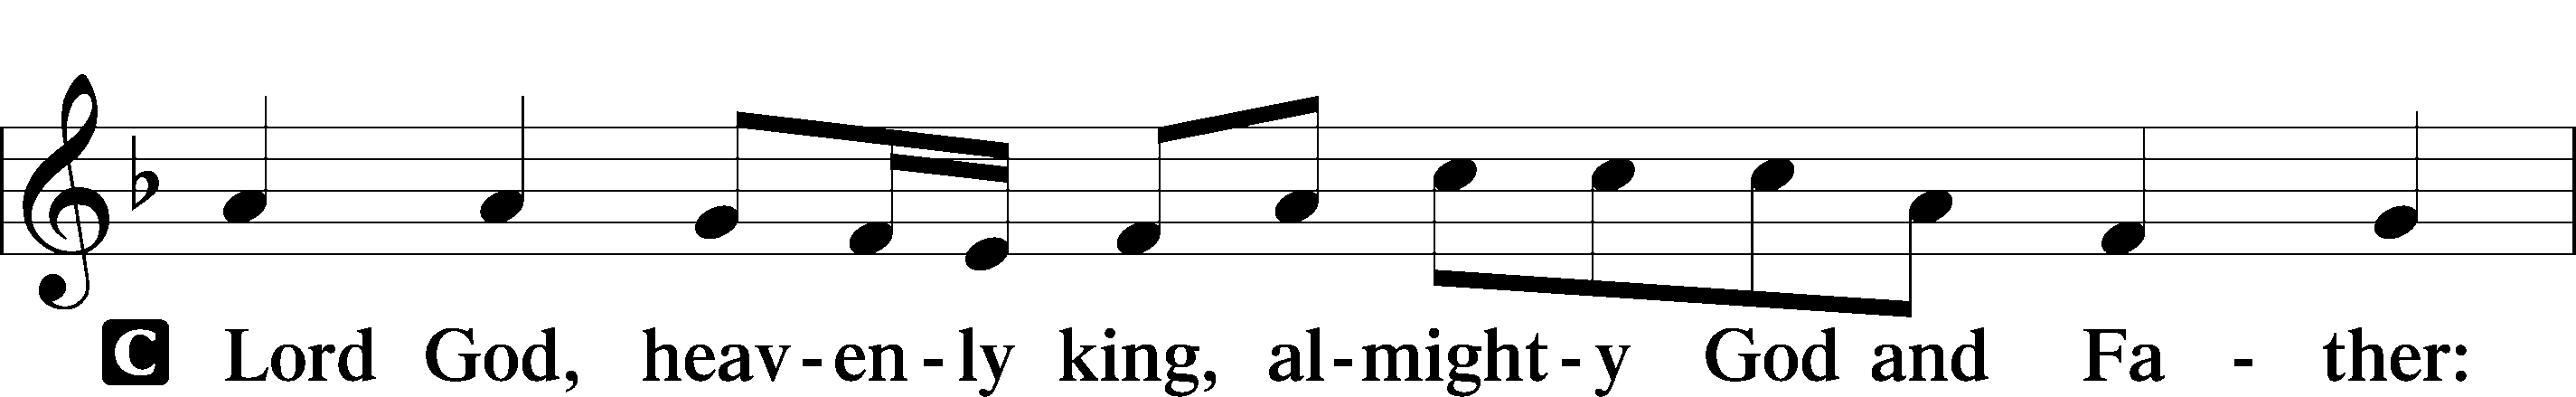 C Lord God, heav-en-ly king, al-might-y God and Fa-ther: